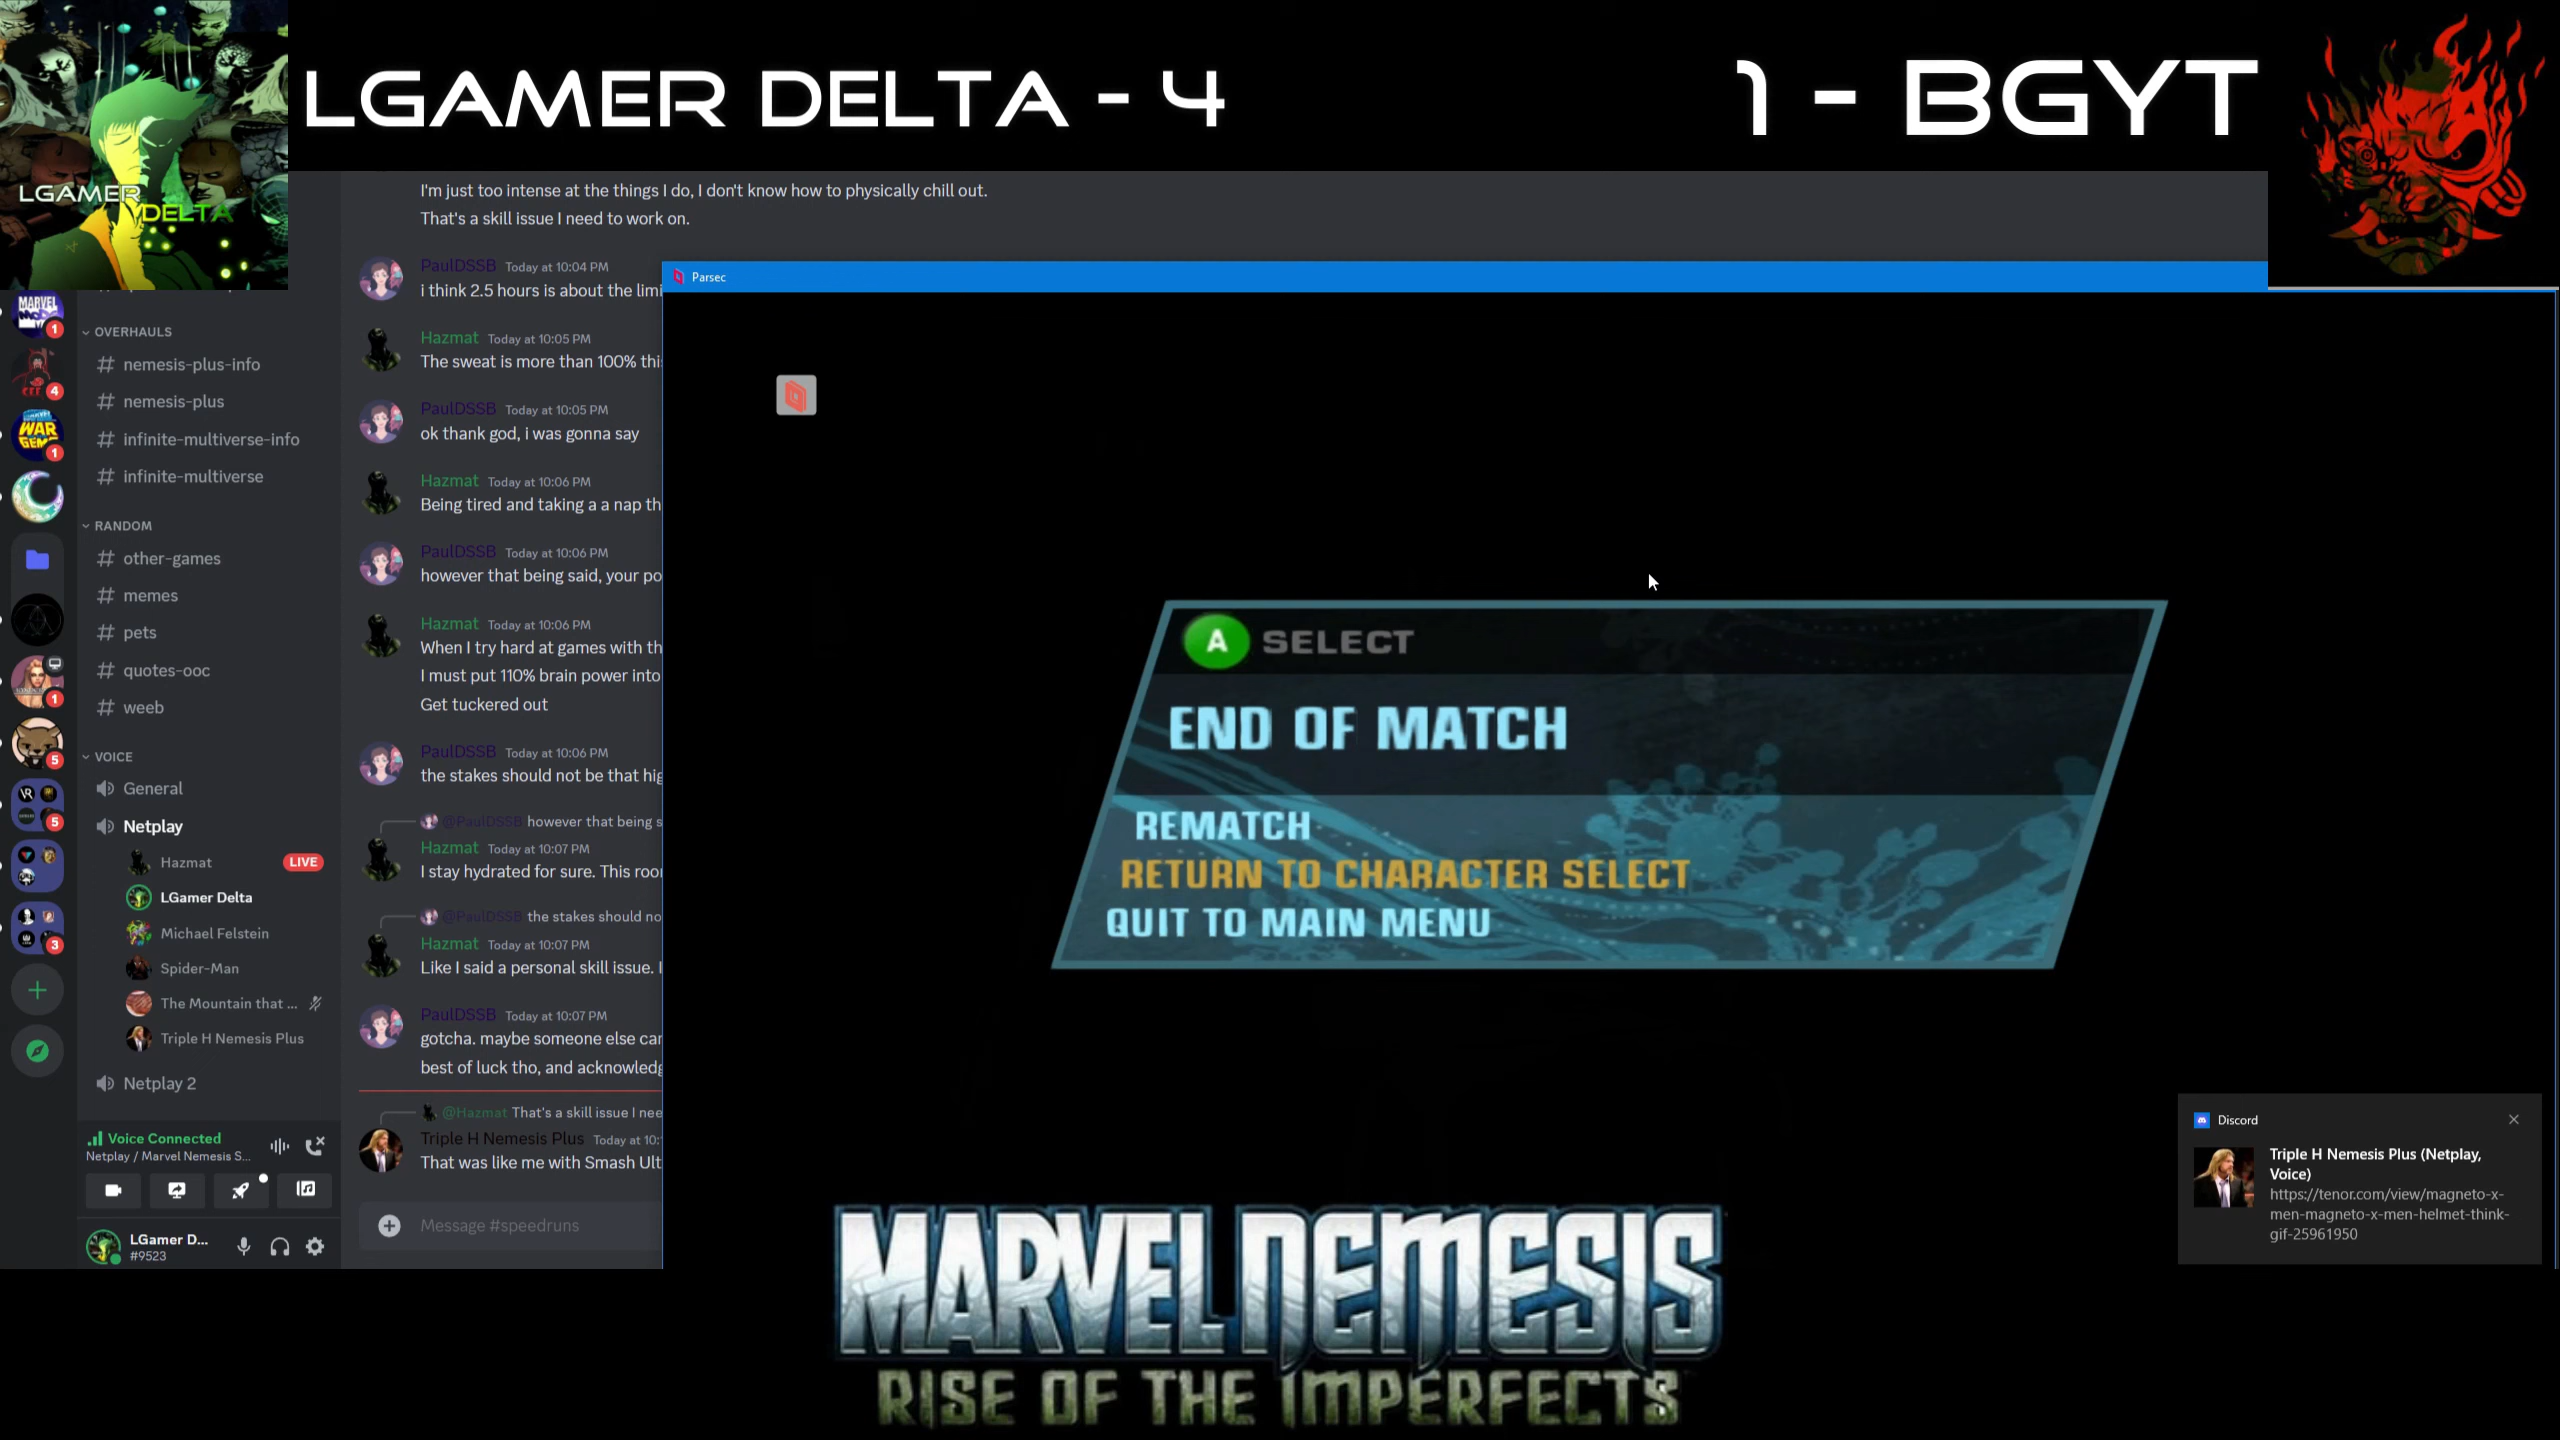 LGAMER DELTA - 4
1 - BGYT
LGAMER
DELTA
I'm just too intense at the things I do, I don't know how to physically chill out.
That's a skill issue I need to work on.
PaulDSSB Today at 10:04 PM
i think 2.5 hours is about the limi
Hazmat Today at 10:05 PM
The sweat is more than 100% thi
PaulDSSB Today at 10:05 PM
ok thank god, i was gonna say
Hazmat Today at 10:06 PM
Being tired and taking a a nap th
PaulDSSB Today at 10:06 PM
however that being said, your po
Hazmat Today at 10:06 PM
When I try hard at games with th
I must put 110% brain power into
Get tuckered out
PaulDSSB Today at 10:06 PM
the stakes should not be that hig
@PaulDSSB however that being s
Hazmat Today at 10:07 PM
I stay hydrated for sure. This roo
@PaulDSSB the stakes should no
Hazmat Today at 10:07 PM
Like I said a personal skill issue. I
PaulDSSB Today at 10:07 PM
gotcha. maybe someone else car
best of luck tho, and acknowledg
@Hazmat That's a skill issue I nee
Triple H Nemesis Plus Today at 10:
That was like me with Smash Ult
Message #speedruns
MARVEL
1
4
WAR
1
1
5
5
3
OVERHAULS
nemesis-plus-info
nemesis-plus
infinite-multiverse-info
infinite-multiverse
RANDOM
other-games
memes
pets
quotes-ooc
weeb
VOICE
General
Netplay
Hazmat LIVE
LGamer Delta
Michael Felstein
Spider-Man
The Mountain that ...
Triple H Nemesis Plus
Netplay 2
Voice Connected
Netplay / Marvel Nemesis S...
LGamer D...
#9523
Parsec
A SELECT
END OF MATCH
REMATCH
RETURN TO CHARACTER SELECT
QUIT TO MAIN MENU
Discord
Triple H Nemesis Plus (Netplay,
Voice)
https://tenor.com/view/magneto-x-
men-magneto-x-men-helmet-think-
gif-25961950
MARVEL NEMESIS
RISE OF THE IMPERFECTS